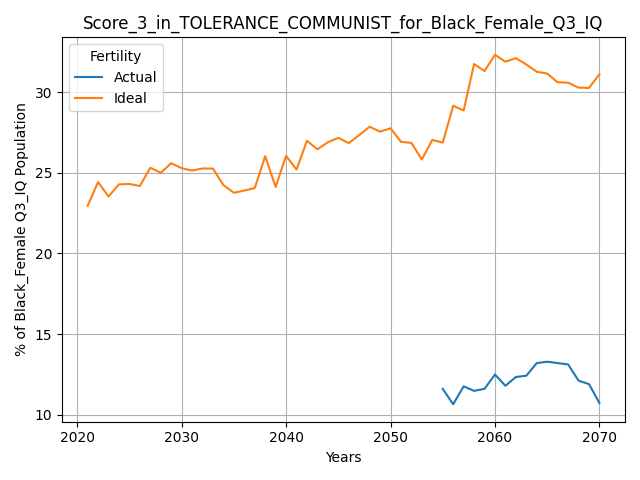 Score_3_in_TOLERANCE_COMMUNIST_for_Black_Female_Q3_IQ
Fertility
Actual
Ideal
% of Black_Female Q3_IQ Population
30
25
20
15
10
2020 2030 2040 2050 2060 2070
Years